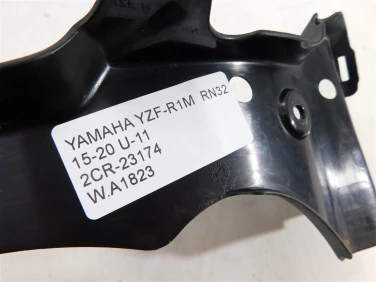 YAMAHA YZF-R1M RN32
15-20 U-11
2CR-23174
W.A1823